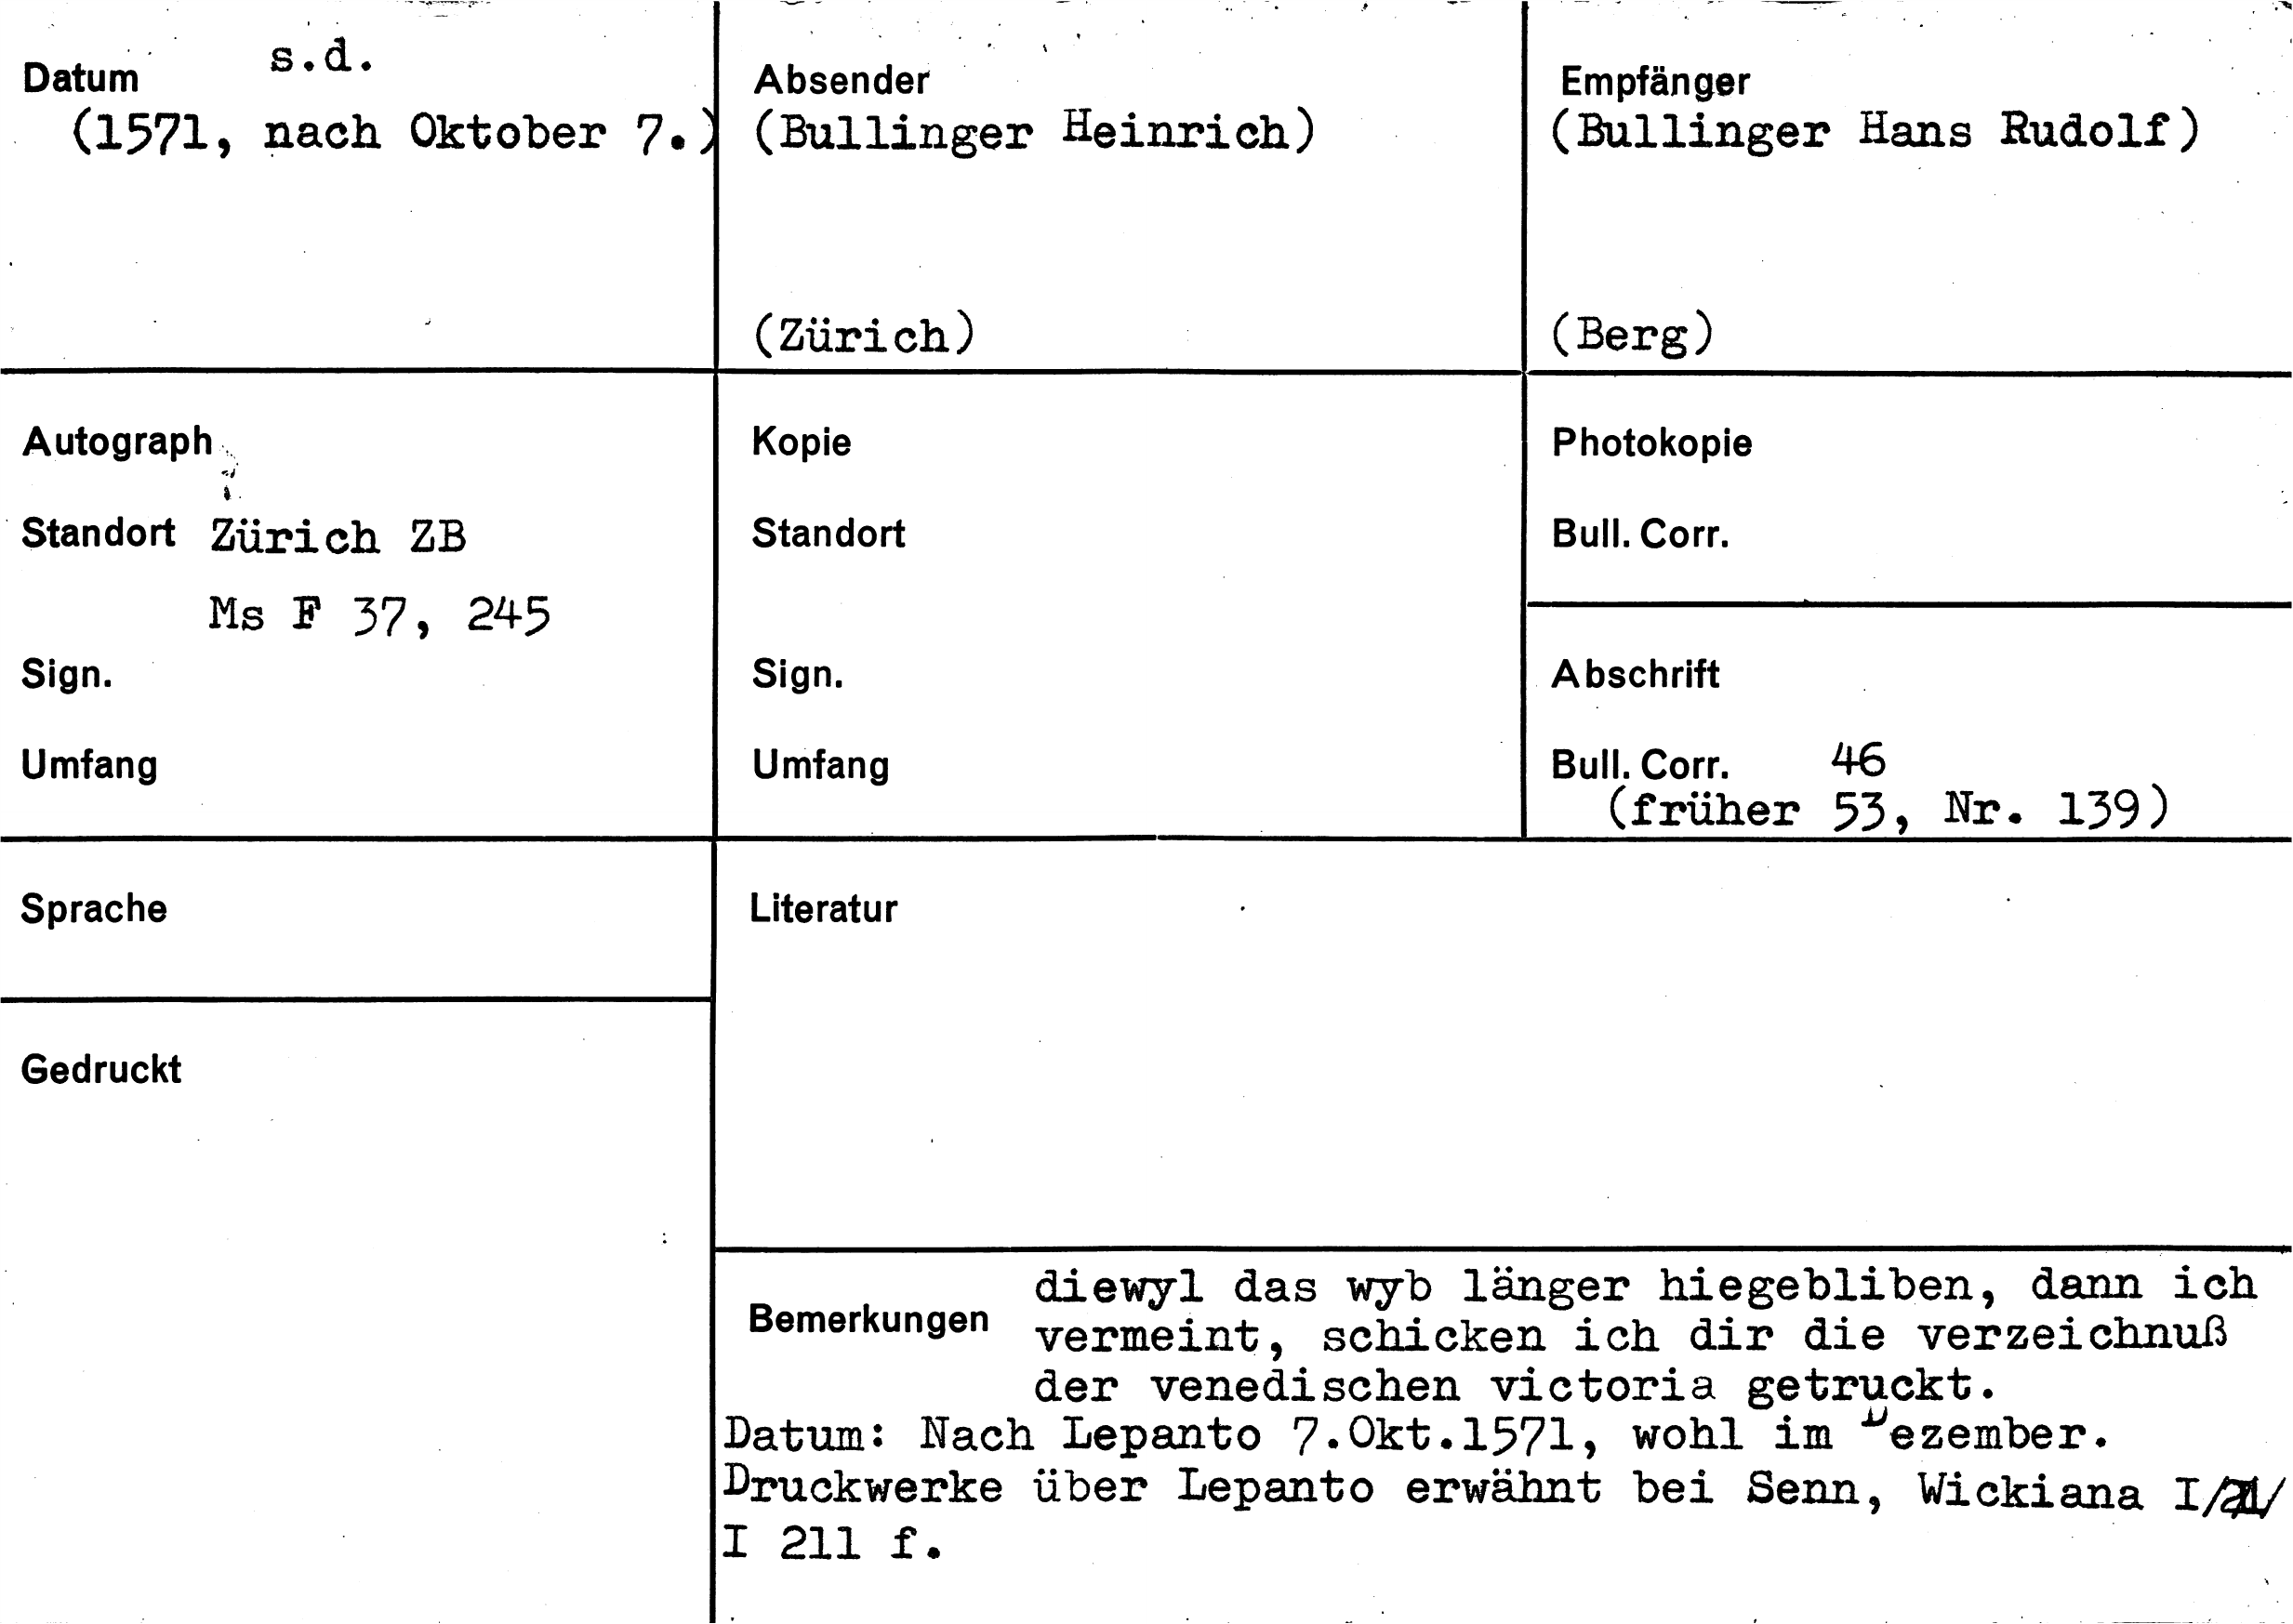 Datum s.d.
(1571, nach Oktober 7.)
Absender
(Bullinger Heinrich)
(Zürich)
Empfänger
(Bullinger Hans Rudolf)
(Berg)
Autograph
Standort Zürich ZB
Ms F 37, 245
Sign.
Umfang
Kopie
Standort
Sign.
Umfang
Photokopie
Bull. Corr.
Abschrift
Bull. Corr. 46
(früher 53, Nr. 139)
Sprache
Gedruckt
Literatur
Bemerkungen
diewyl das wyb länger hiegebliben, dann ich
vermeint, schicken ich dir die verzeichnuß
der venedischen victoria getruckt.
Datum: Nach Lepanto 7.Okt.1571, wohl im Dezember.
Druckwerke über Lepanto erwähnt bei Senn, Wickiana I
I 211 f.